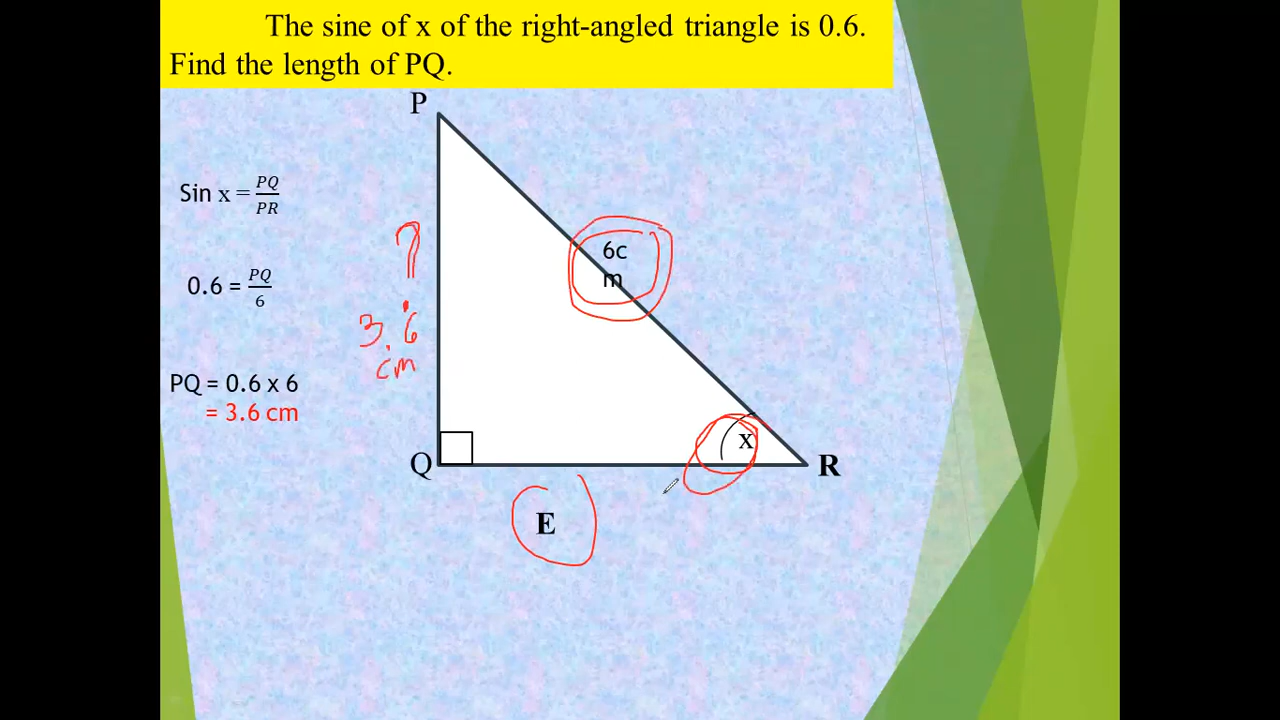 The sine of x of the right-angled triangle is 0.6.
Find the length of PQ.
P
Sin x = PQ/PR
6c
m
?
0.6 = PQ/6
3.6
cm
PQ = 0.6 x 6
= 3.6 cm
x
Q
R
E